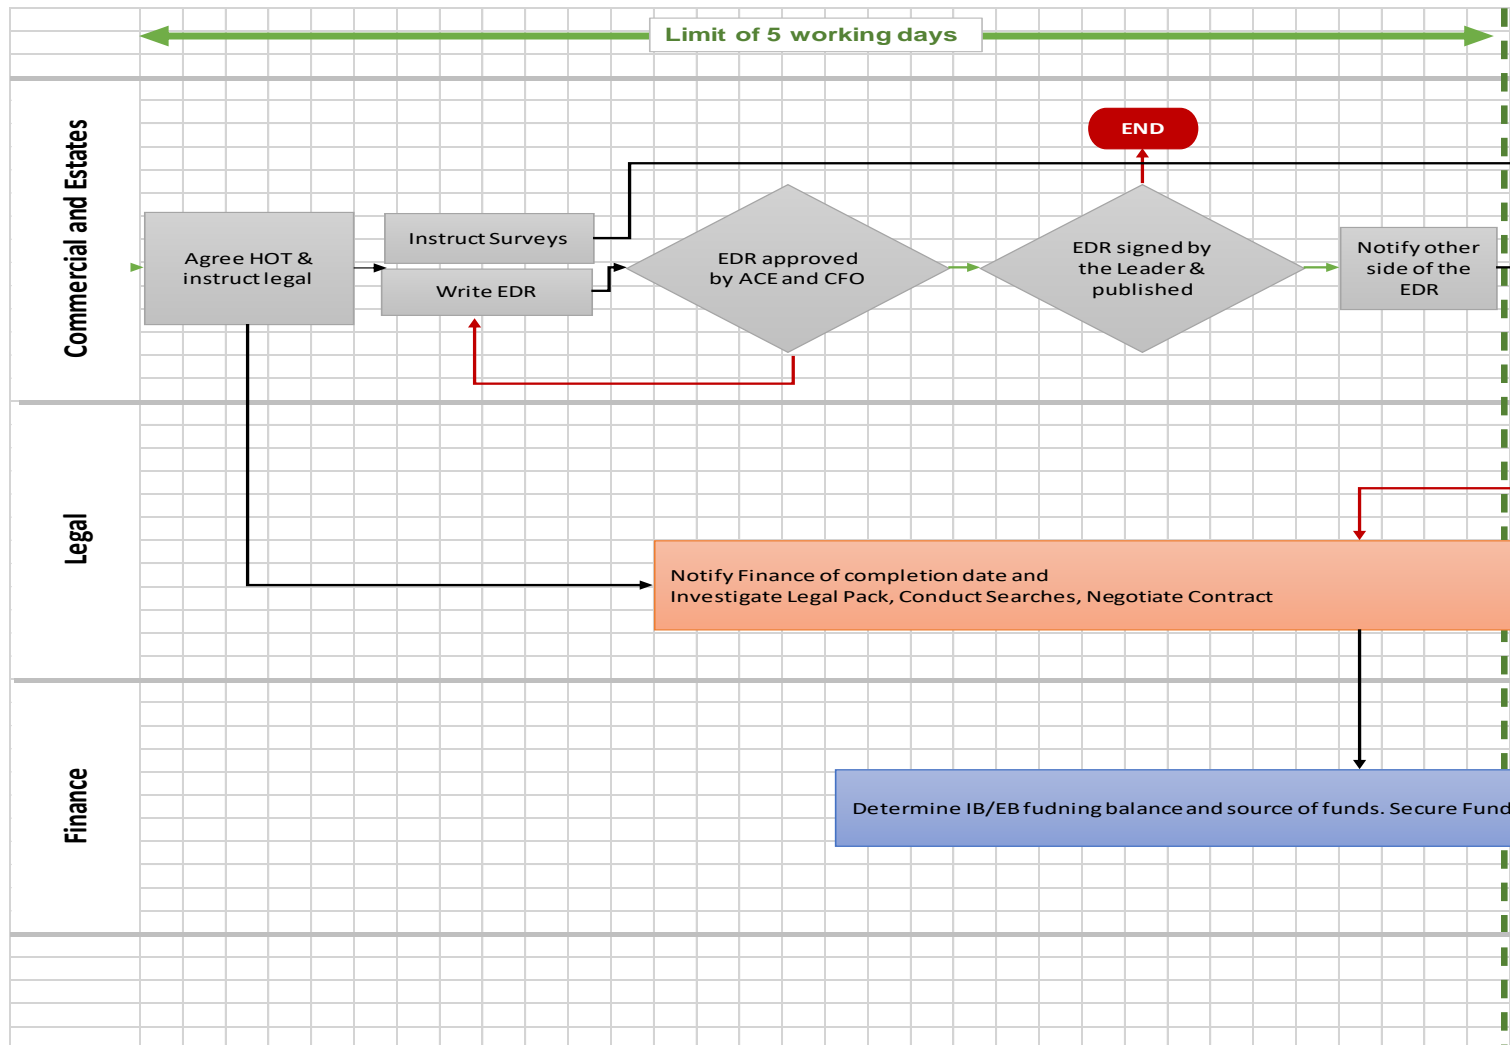 Limit of 5 working days
Commercial and Estates
END
Agree HOT &
instruct legal
Instruct Surveys
Write EDR
EDR approved
by ACE and CFO
EDR signed by
the Leader &
published
Notify other
side of the
EDR
Legal
Notify Finance of completion date and
Investigate Legal Pack, Conduct Searches, Negotiate Contract
Finance
Determine IB/EB fudning balance and source of funds. Secure Fund